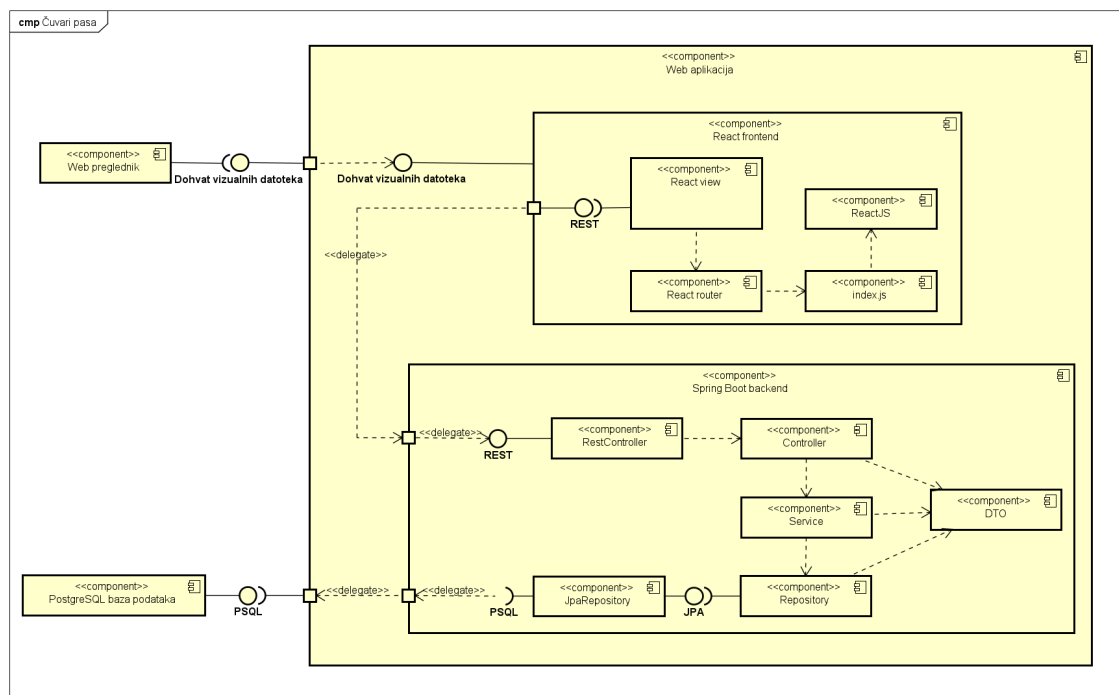 cmp Čuvari pasa
<<component>>
Web aplikacija
<<component>>
React frontend
<<component>>
Web preglednik
Dohvat vizualnih datoteka
Dohvat vizualnih datoteka
<<component>>
React view
<<component>>
ReactJS
REST
<<delegate>>
<<component>>
React router
<<component>>
index.js
<<component>>
Spring Boot backend
<<delegate>>
REST
<<component>>
RestController
<<component>>
Controller
<<component>>
Service
<<component>>
DTO
<<component>>
PostgreSQL baza podataka
PSQL
<<delegate>>
<<delegate>>
PSQL
<<component>>
JpaRepository
JPA
<<component>>
Repository